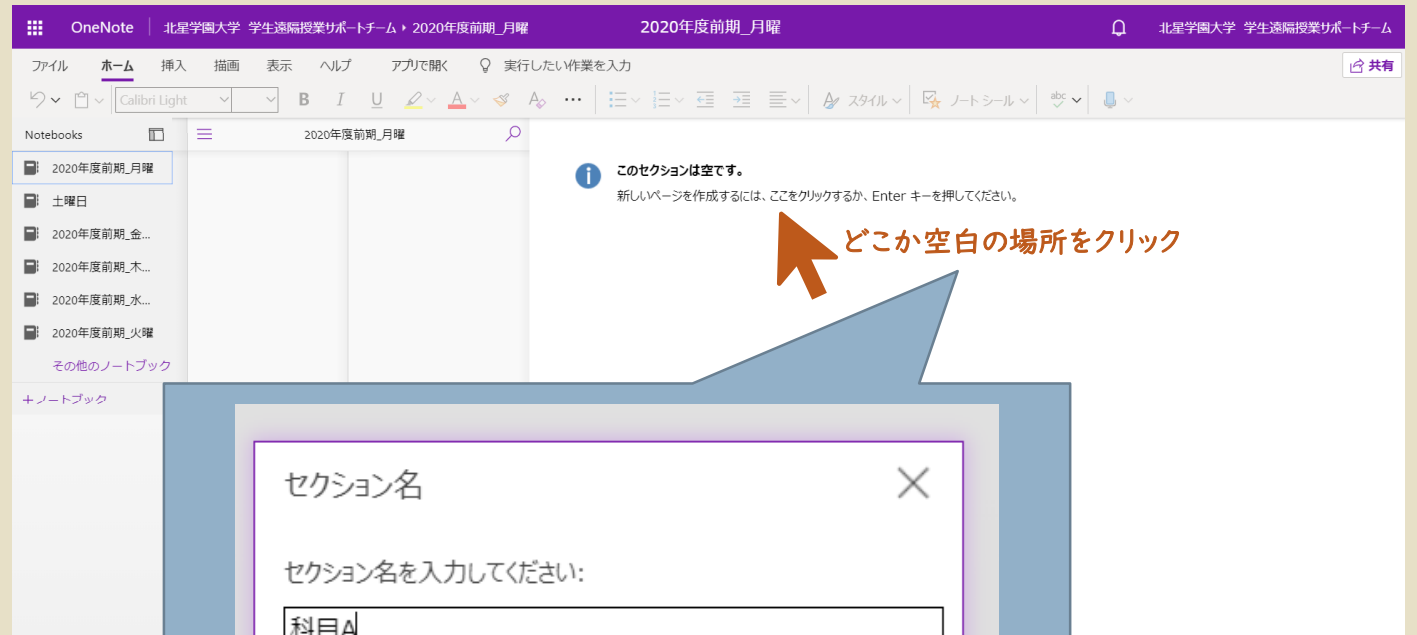 OneNote 北星学園大学 学生遠隔授業サポートチーム › 2020年度前期_月曜 2020年度前期_月曜 北星学園大学 学生遠隔授業サポートチーム
ファイル ホーム 挿入 描画 表示 ヘルプ アプリで開く 実行したい作業を入力 共有
Calibri Light B I U A A スタイル ノート シール abc
Notebooks 2020年度前期_月曜
2020年度前期_月曜
土曜日
2020年度前期_金...
2020年度前期_木...
2020年度前期_水...
2020年度前期_火曜
その他のノートブック
+ノートブック
このセクションは空です。
新しいページを作成するには、ここをクリックするか、Enter キーを押してください。
どこか空白の場所をクリック
セクション名
セクション名を入力してください:
科目A